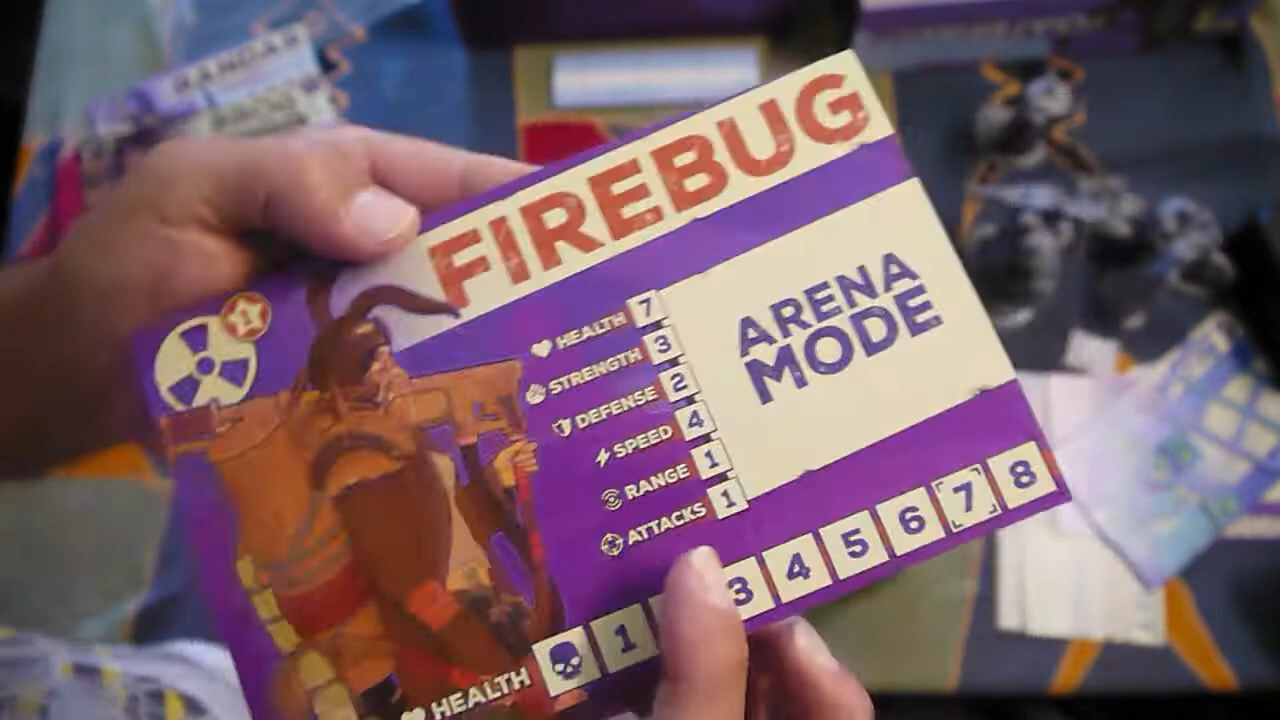 FIREBUG
1
ARENA
MODE
HEALTH 7
STRENGTH 3
DEFENSE 2
SPEED 4
RANGE 1
ATTACKS 1
HEALTH 1 3 4 5 6 7 8